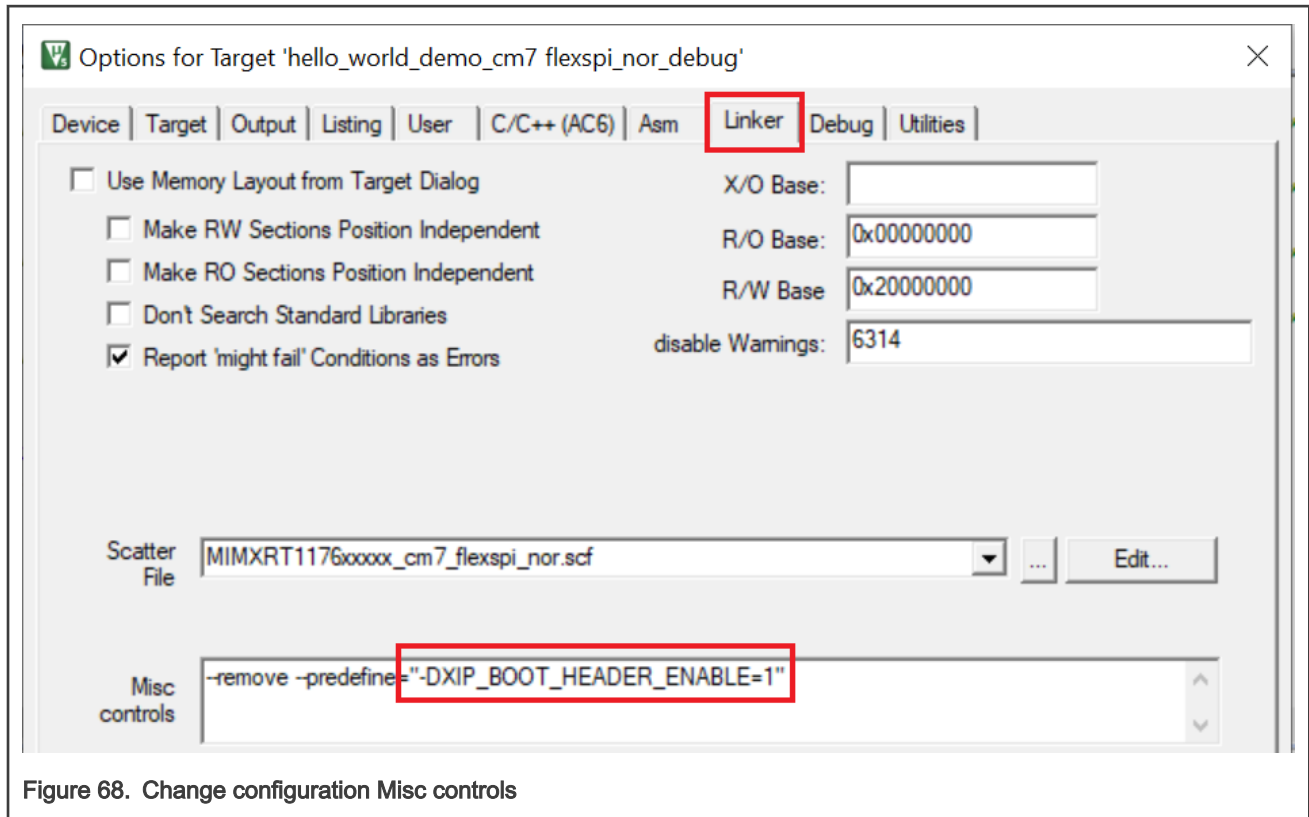 Options for Target 'hello_world_demo_cm7 flexspi_nor_debug'
Device Target Output Listing User C/C++ (AC6) Asm Linker Debug Utilities
Use Memory Layout from Target Dialog
X/O Base:
Make RW Sections Position Independent
R/O Base: 0x00000000
Make RO Sections Position Independent
R/W Base 0x20000000
Don't Search Standard Libraries
disable Warnings: 6314
Report 'might fail' Conditions as Errors
Scatter
File
MIMXRT1176xxxxx_cm7_flexspi_nor.scf
...
Edit...
Misc
controls
--remove --predefine="-DXIP_BOOT_HEADER_ENABLE=1"
Figure 68. Change configuration Misc controls